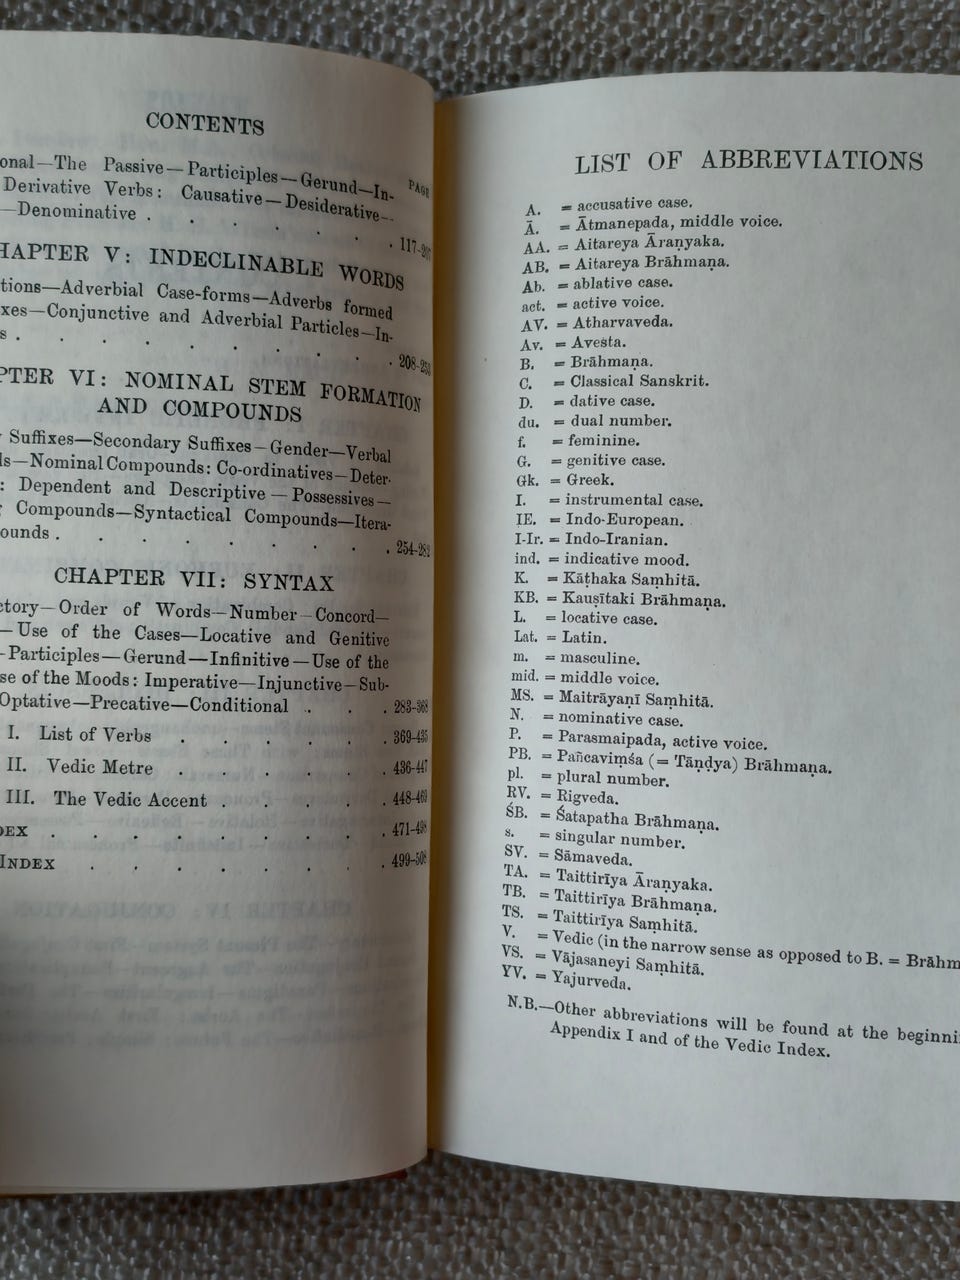 CONTENTS
PAGE
onal—The Passive—Participles—Gerund—In-
Derivative Verbs: Causative—Desiderative—
—Denominative . . . . . . 117-207
HAPTER V: INDECLINABLE WORDS
tions—Adverbial Case-forms—Adverbs formed
xes—Conjunctive and Adverbial Particles—In-
s . . . . . . . . . 208-253
PTER VI: NOMINAL STEM FORMATION
AND COMPOUNDS
Suffixes—Secondary Suffixes—Gender—Verbal
ls—Nominal Compounds: Co-ordinatives—Deter-
: Dependent and Descriptive—Possessives—
Compounds—Syntactical Compounds—Itera-
ounds . . . . . . . . 254-282
CHAPTER VII: SYNTAX
ctory—Order of Words—Number—Concord—
—Use of the Cases—Locative and Genitive
-Participles—Gerund—Infinitive—Use of the
se of the Moods: Imperative—Injunctive—Sub-
Optative—Precative—Conditional . . . 283-368
I. List of Verbs . . . . . 369-435
II. Vedic Metre . . . . . 436-447
III. The Vedic Accent . . . . 448-469
DEX . . . . . . . . 471-498
INDEX . . . . . . . 499-508
LIST OF ABBREVIATIONS
A. = accusative case.
Ā. = Ātmanepada, middle voice.
AA. = Aitareya Āraṇyaka.
AB. = Aitareya Brāhmaṇa.
Ab. = ablative case.
act. = active voice.
AV. = Atharvaveda.
Av. = Avesta.
B. = Brāhmaṇa.
C. = Classical Sanskrit.
D. = dative case.
du. = dual number.
f. = feminine.
G. = genitive case.
Gk. = Greek.
I. = instrumental case.
IE. = Indo-European.
I-Ir. = Indo-Iranian.
ind. = indicative mood.
K. = Kāṭhaka Saṃhitā.
KB. = Kauṣītaki Brāhmaṇa.
L. = locative case.
Lat. = Latin.
m. = masculine.
mid. = middle voice.
MS. = Maitrāyaṇī Saṃhitā.
N. = nominative case.
P. = Parasmaipada, active voice.
PB. = Pañcaviṃśa (= Tāṇḍya) Brāhmaṇa.
pl. = plural number.
RV. = Rigveda.
ŚB. = Śatapatha Brāhmaṇa.
s. = singular number.
SV. = Sāmaveda.
TA. = Taittirīya Āraṇyaka.
TB. = Taittirīya Brāhmaṇa.
TS. = Taittirīya Saṃhitā.
V. = Vedic (in the narrow sense as opposed to B. = Brāhm
VS. = Vājasaneyi Saṃhitā.
YV. = Yajurveda.
N.B.—Other abbreviations will be found at the beginni
Appendix I and of the Vedic Index.